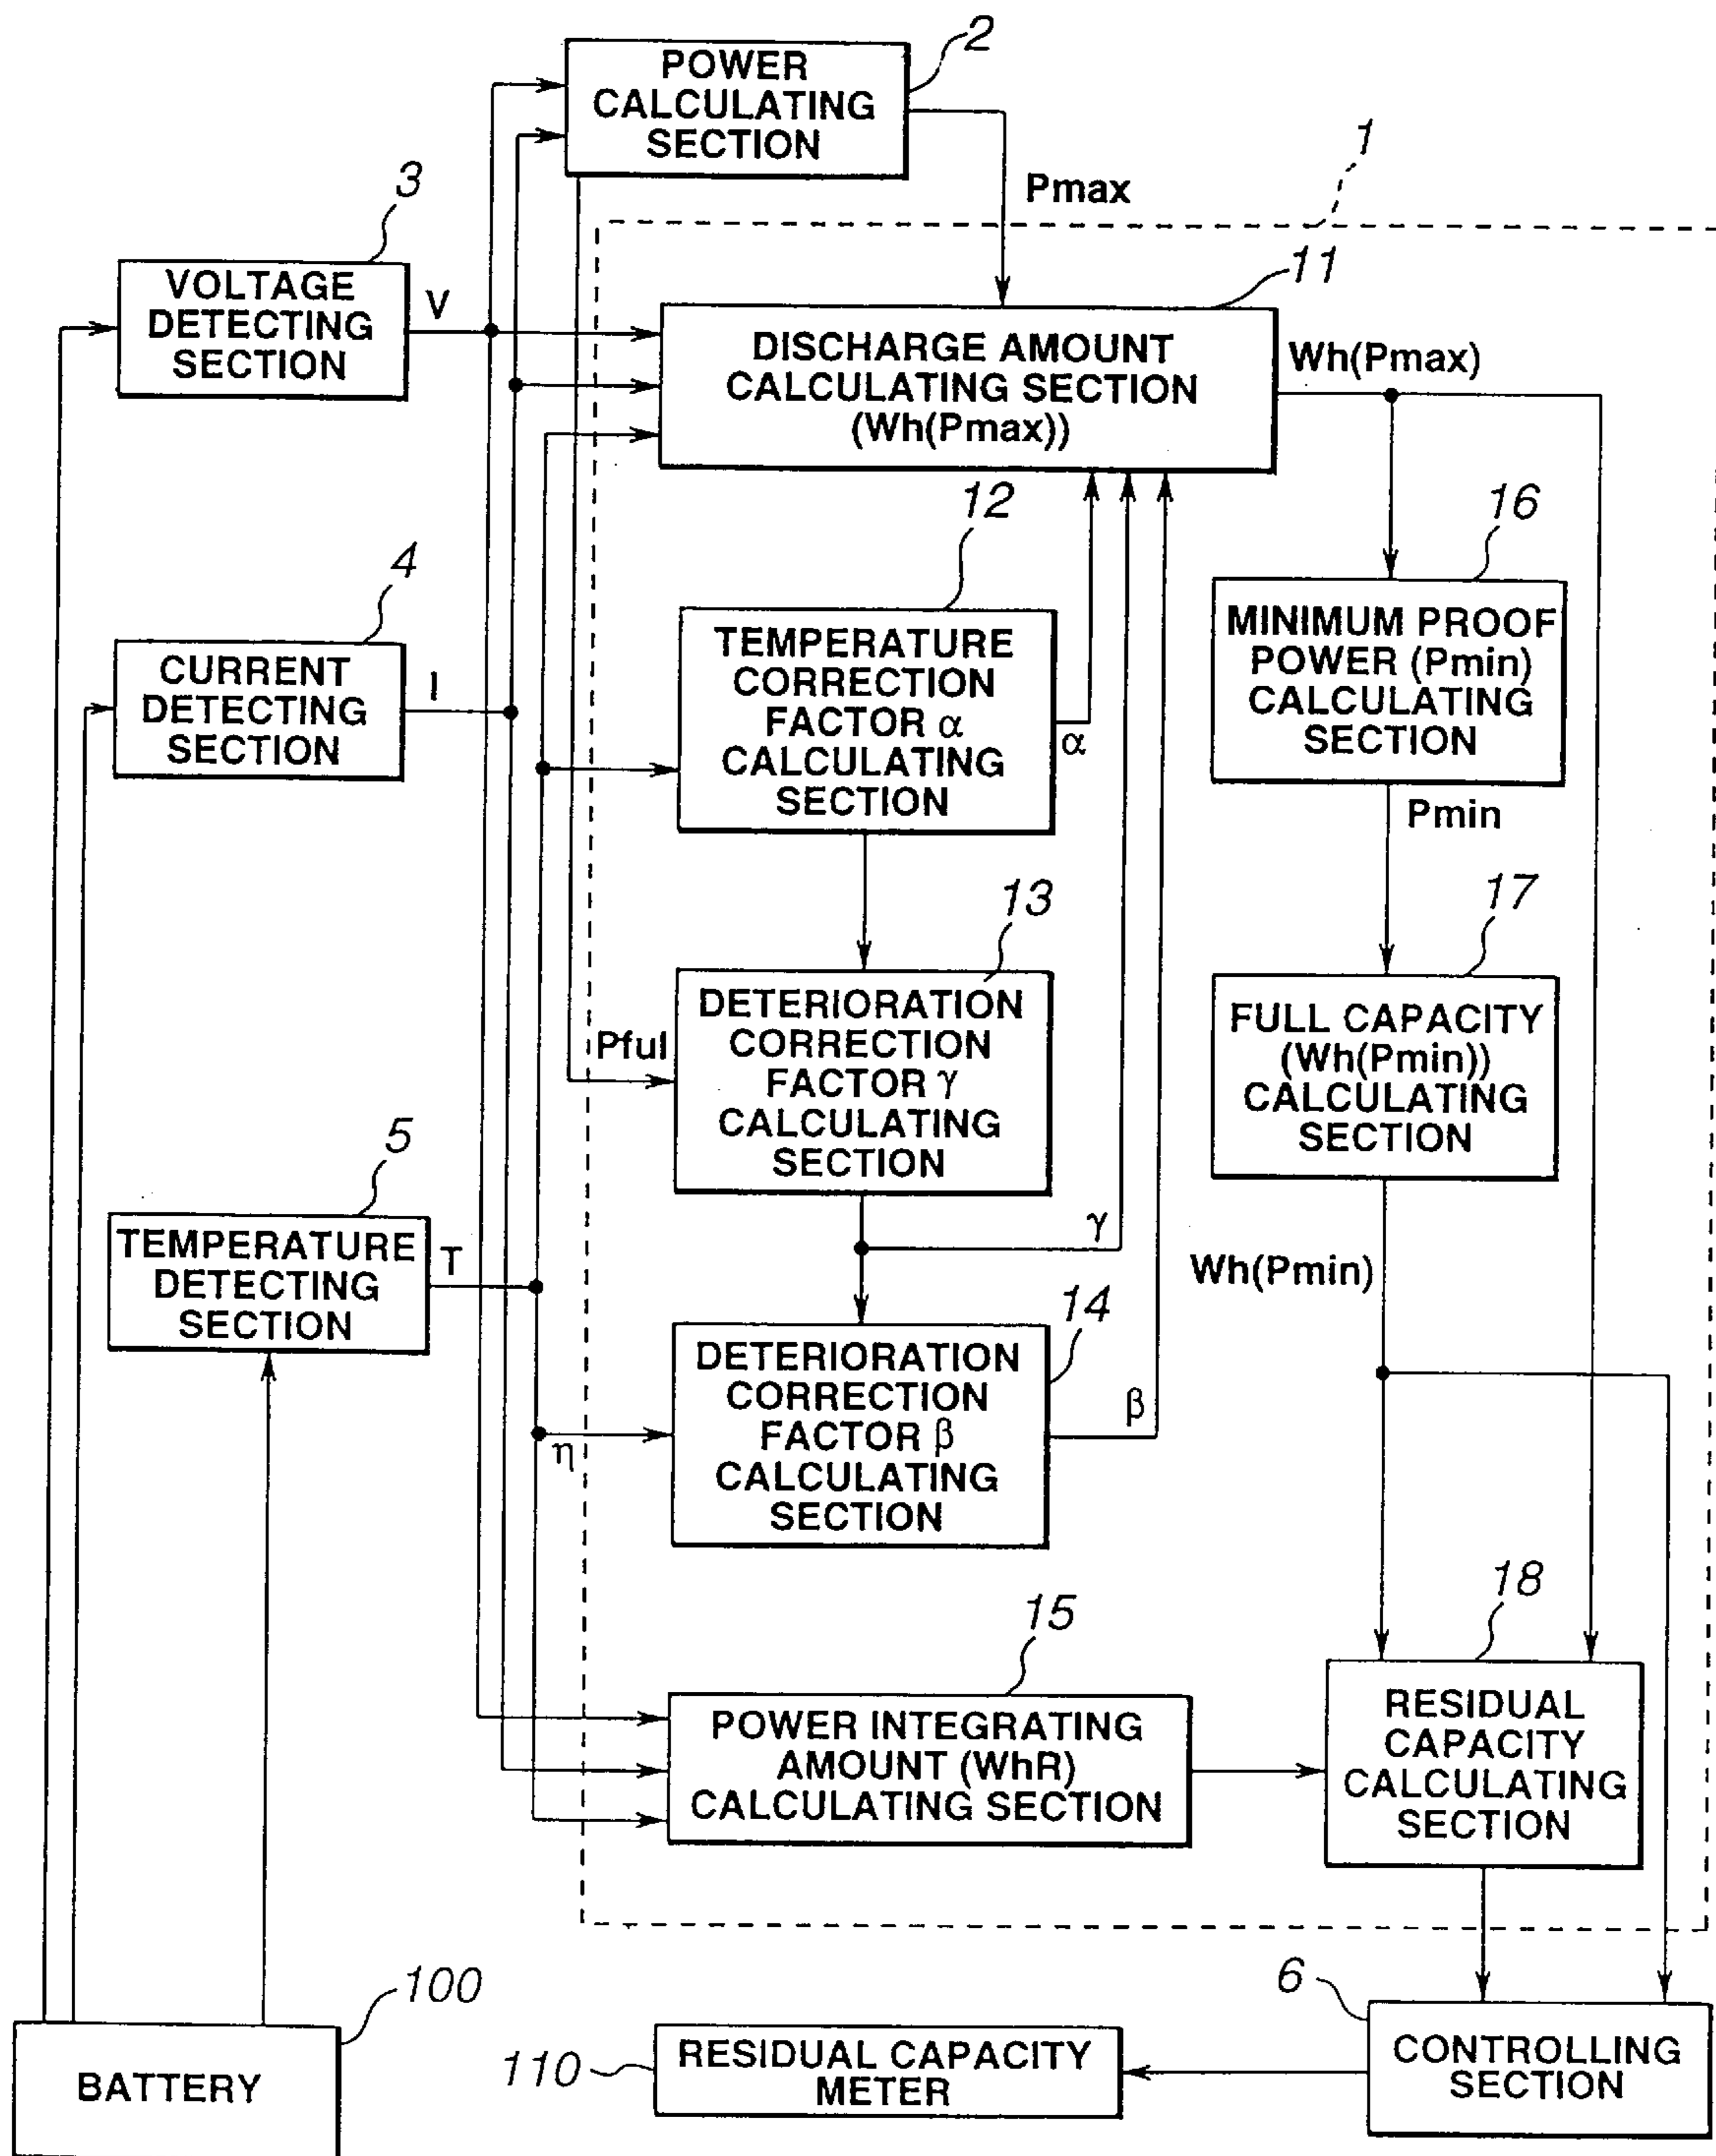 2
POWER
CALCULATING
SECTION
1
Pmax
3
VOLTAGE
DETECTING
SECTION
V
11
DISCHARGE AMOUNT
CALCULATING SECTION
(Wh(Pmax))
Wh(Pmax)
12
16
4
CURRENT
DETECTING
SECTION
I
TEMPERATURE
CORRECTION
FACTOR α
CALCULATING
SECTION
α
MINIMUM PROOF
POWER (Pmin)
CALCULATING
SECTION
Pmin
13
17
Pful
DETERIORATION
CORRECTION
FACTOR γ
CALCULATING
SECTION
FULL CAPACITY
(Wh(Pmin))
CALCULATING
SECTION
5
TEMPERATURE
DETECTING
SECTION
T
γ
Wh(Pmin)
14
η
DETERIORATION
CORRECTION
FACTOR β
CALCULATING
SECTION
β
15
18
POWER INTEGRATING
AMOUNT (WhR)
CALCULATING SECTION
RESIDUAL
CAPACITY
CALCULATING
SECTION
100
BATTERY
6
110
RESIDUAL CAPACITY
METER
CONTROLLING
SECTION